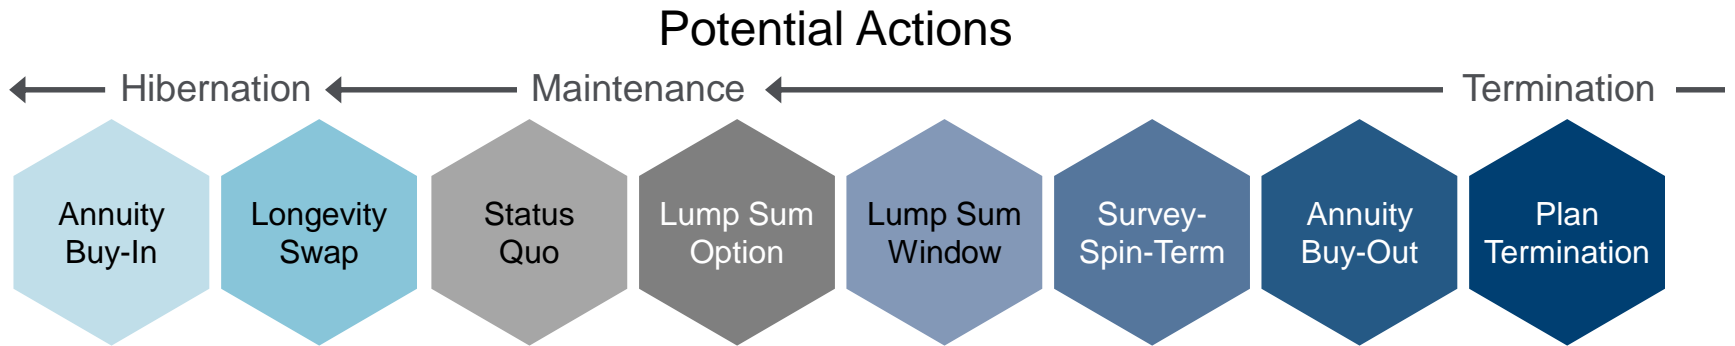 Potential Actions
Hibernation Maintenance Termination
Annuity
Buy-In
Longevity
Swap
Status
Quo
Lump Sum
Option
Lump Sum
Window
Survey-
Spin-Term
Annuity
Buy-Out
Plan
Termination